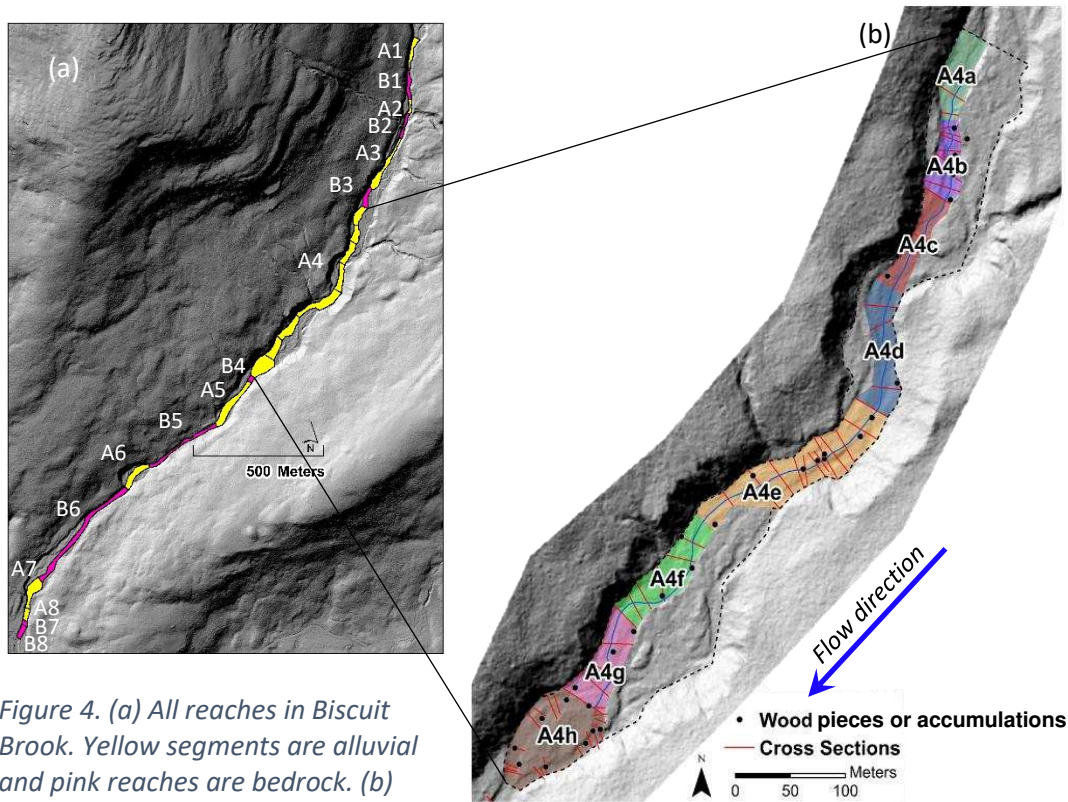 (a)
A1
B1
A2
B2
A3
B3
A4
B4
A5
B5
A6
B6
A7
A8
B7
B8
N
500 Meters
(b)
A4a
A4b
A4c
A4d
A4e
A4f
A4g
A4h
Flow direction
Wood pieces or accumulations
Cross Sections
N
Meters
0 50 100
Figure 4. (a) All reaches in Biscuit
Brook. Yellow segments are alluvial
and pink reaches are bedrock. (b)